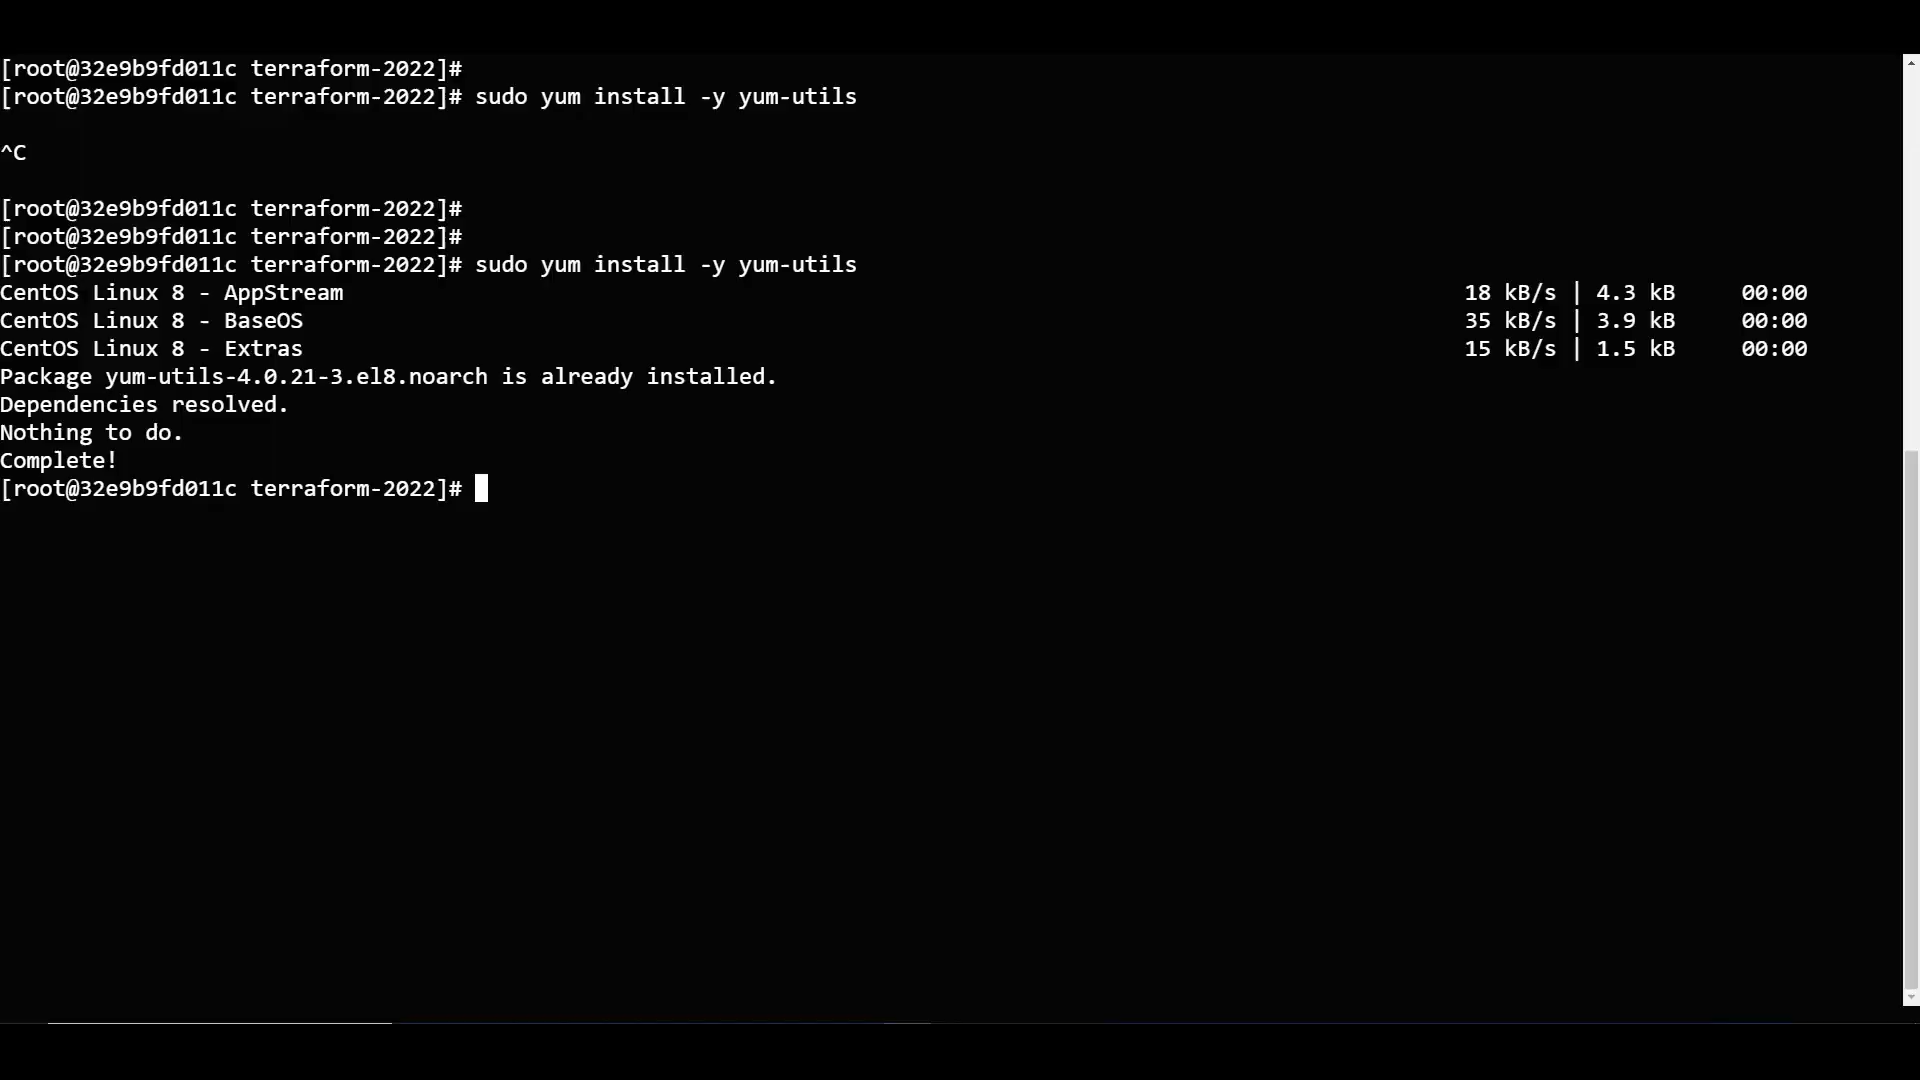 [root@32e9b9fd011c terraform-2022]#
[root@32e9b9fd011c terraform-2022]# sudo yum install -y yum-utils
^C
[root@32e9b9fd011c terraform-2022]#
[root@32e9b9fd011c terraform-2022]#
[root@32e9b9fd011c terraform-2022]# sudo yum install -y yum-utils
CentOS Linux 8 - AppStream 18 kB/s | 4.3 kB 00:00
CentOS Linux 8 - BaseOS 35 kB/s | 3.9 kB 00:00
CentOS Linux 8 - Extras 15 kB/s | 1.5 kB 00:00
Package yum-utils-4.0.21-3.el8.noarch is already installed.
Dependencies resolved.
Nothing to do.
Complete!
[root@32e9b9fd011c terraform-2022]#